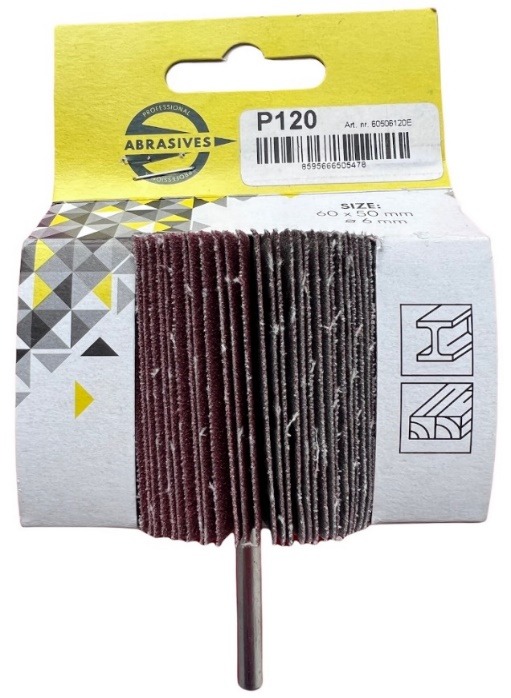 PROFESSIONAL
ABRASIVES
PROFESSIONAL
P120 Art. nr. 60506120E
8595666505478
SIZE:
60 x 50 mm
ø 6 mm